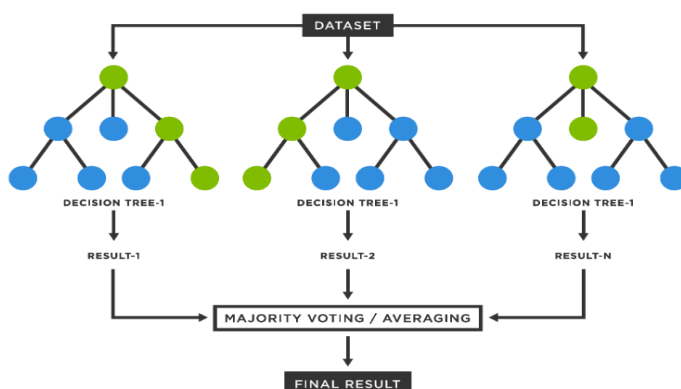 DATASET
DECISION TREE-1 DECISION TREE-1 DECISION TREE-1
RESULT-1 RESULT-2 RESULT-N
MAJORITY VOTING / AVERAGING
FINAL RESULT